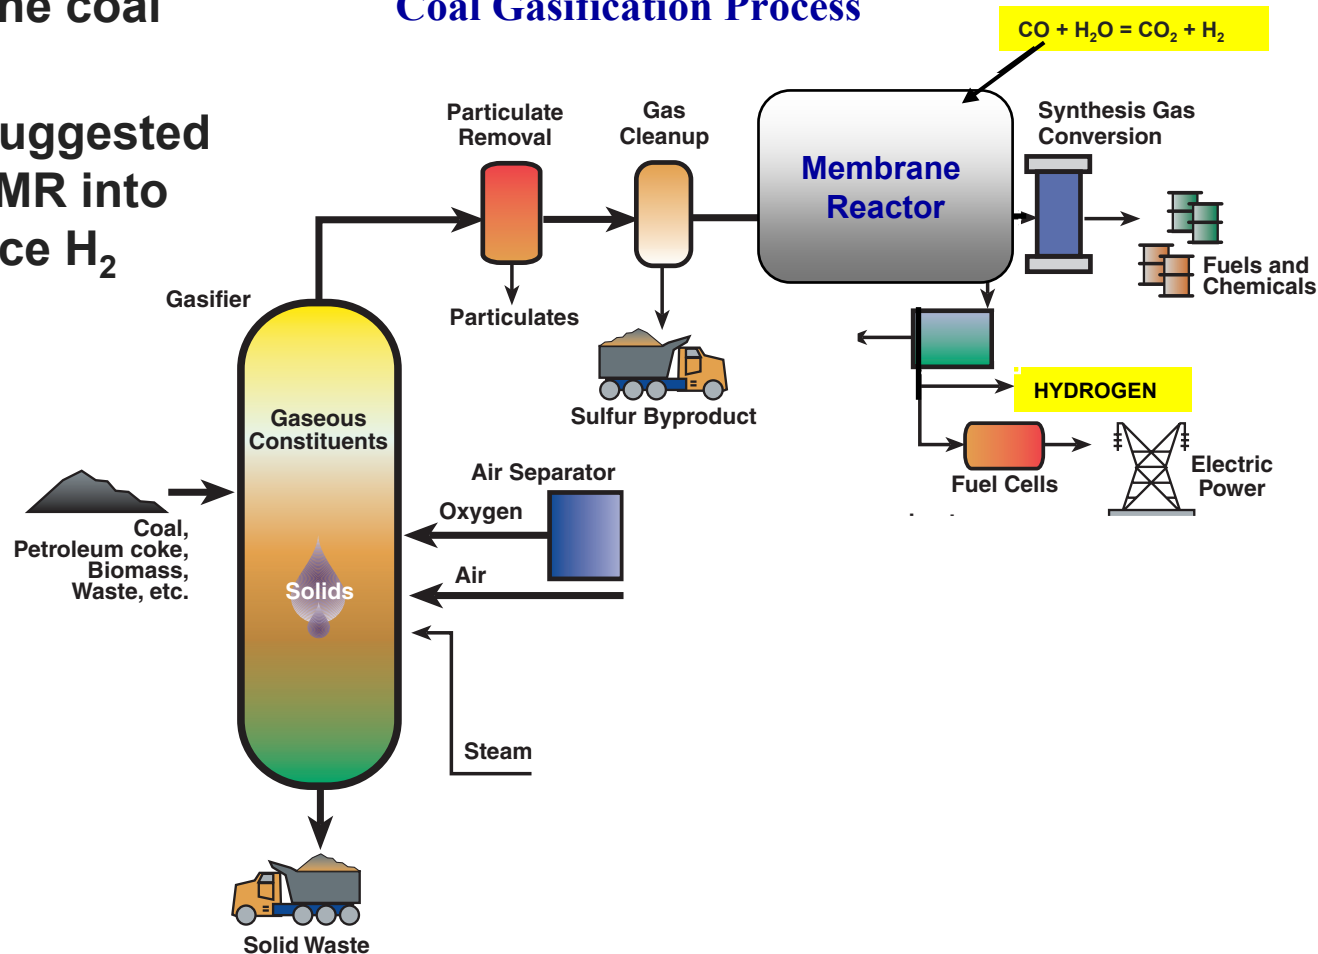 he coal
Coal Gasification Process
CO + H₂O = CO₂ + H₂
uggested
MR into
ce H₂
Particulate
Removal
Gas
Cleanup
Membrane
Reactor
Synthesis Gas
Conversion
Fuels and
Chemicals
Gasifier
Particulates
Sulfur Byproduct
HYDROGEN
Gaseous
Constituents
Fuel Cells
Electric
Power
Air Separator
Oxygen
Air
Coal,
Petroleum coke,
Biomass,
Waste, etc.
Solids
Steam
Solid Waste